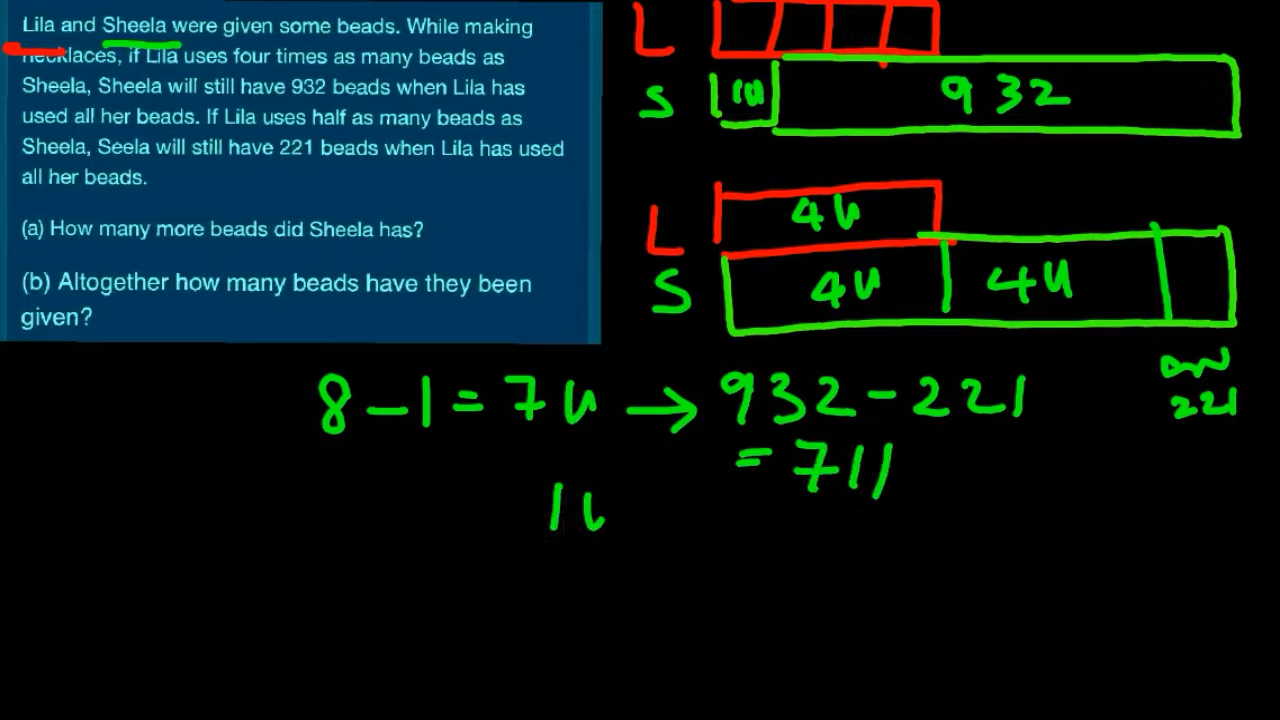 Lila and Sheela were given some beads. While making
necklaces, if Lila uses four times as many beads as
Sheela, Sheela will still have 932 beads when Lila has
used all her beads. If Lila uses half as many beads as
Sheela, Seela will still have 221 beads when Lila has used
all her beads.
(a) How many more beads did Sheela has?
(b) Altogether how many beads have they been
given?
L
S 1u 932
L 4u
S 4u 4u
221
8 - 1 = 7u → 932 - 221
= 711
1u